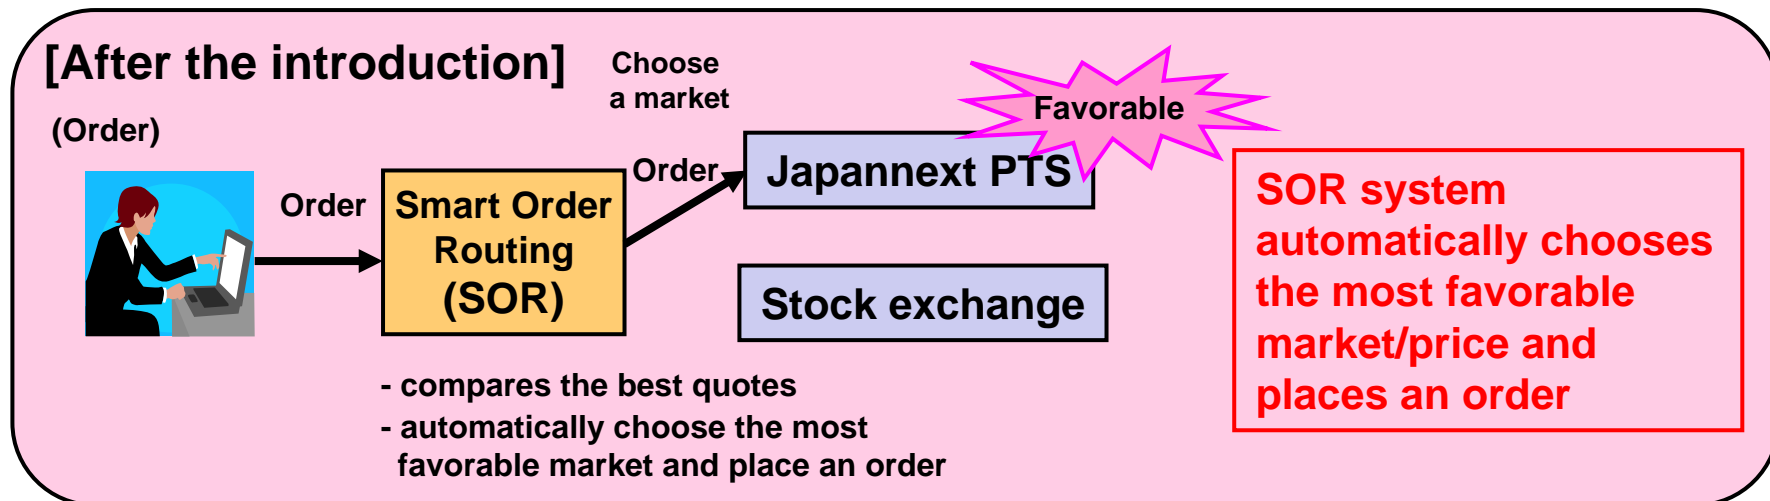 [After the introduction]
(Order)
Order
Smart Order
Routing
(SOR)
- compares the best quotes
- automatically choose the most
favorable market and place an order
Choose
a market
Order
Favorable
Japannext PTS
Stock exchange
SOR system
automatically chooses
the most favorable
market/price and
places an order